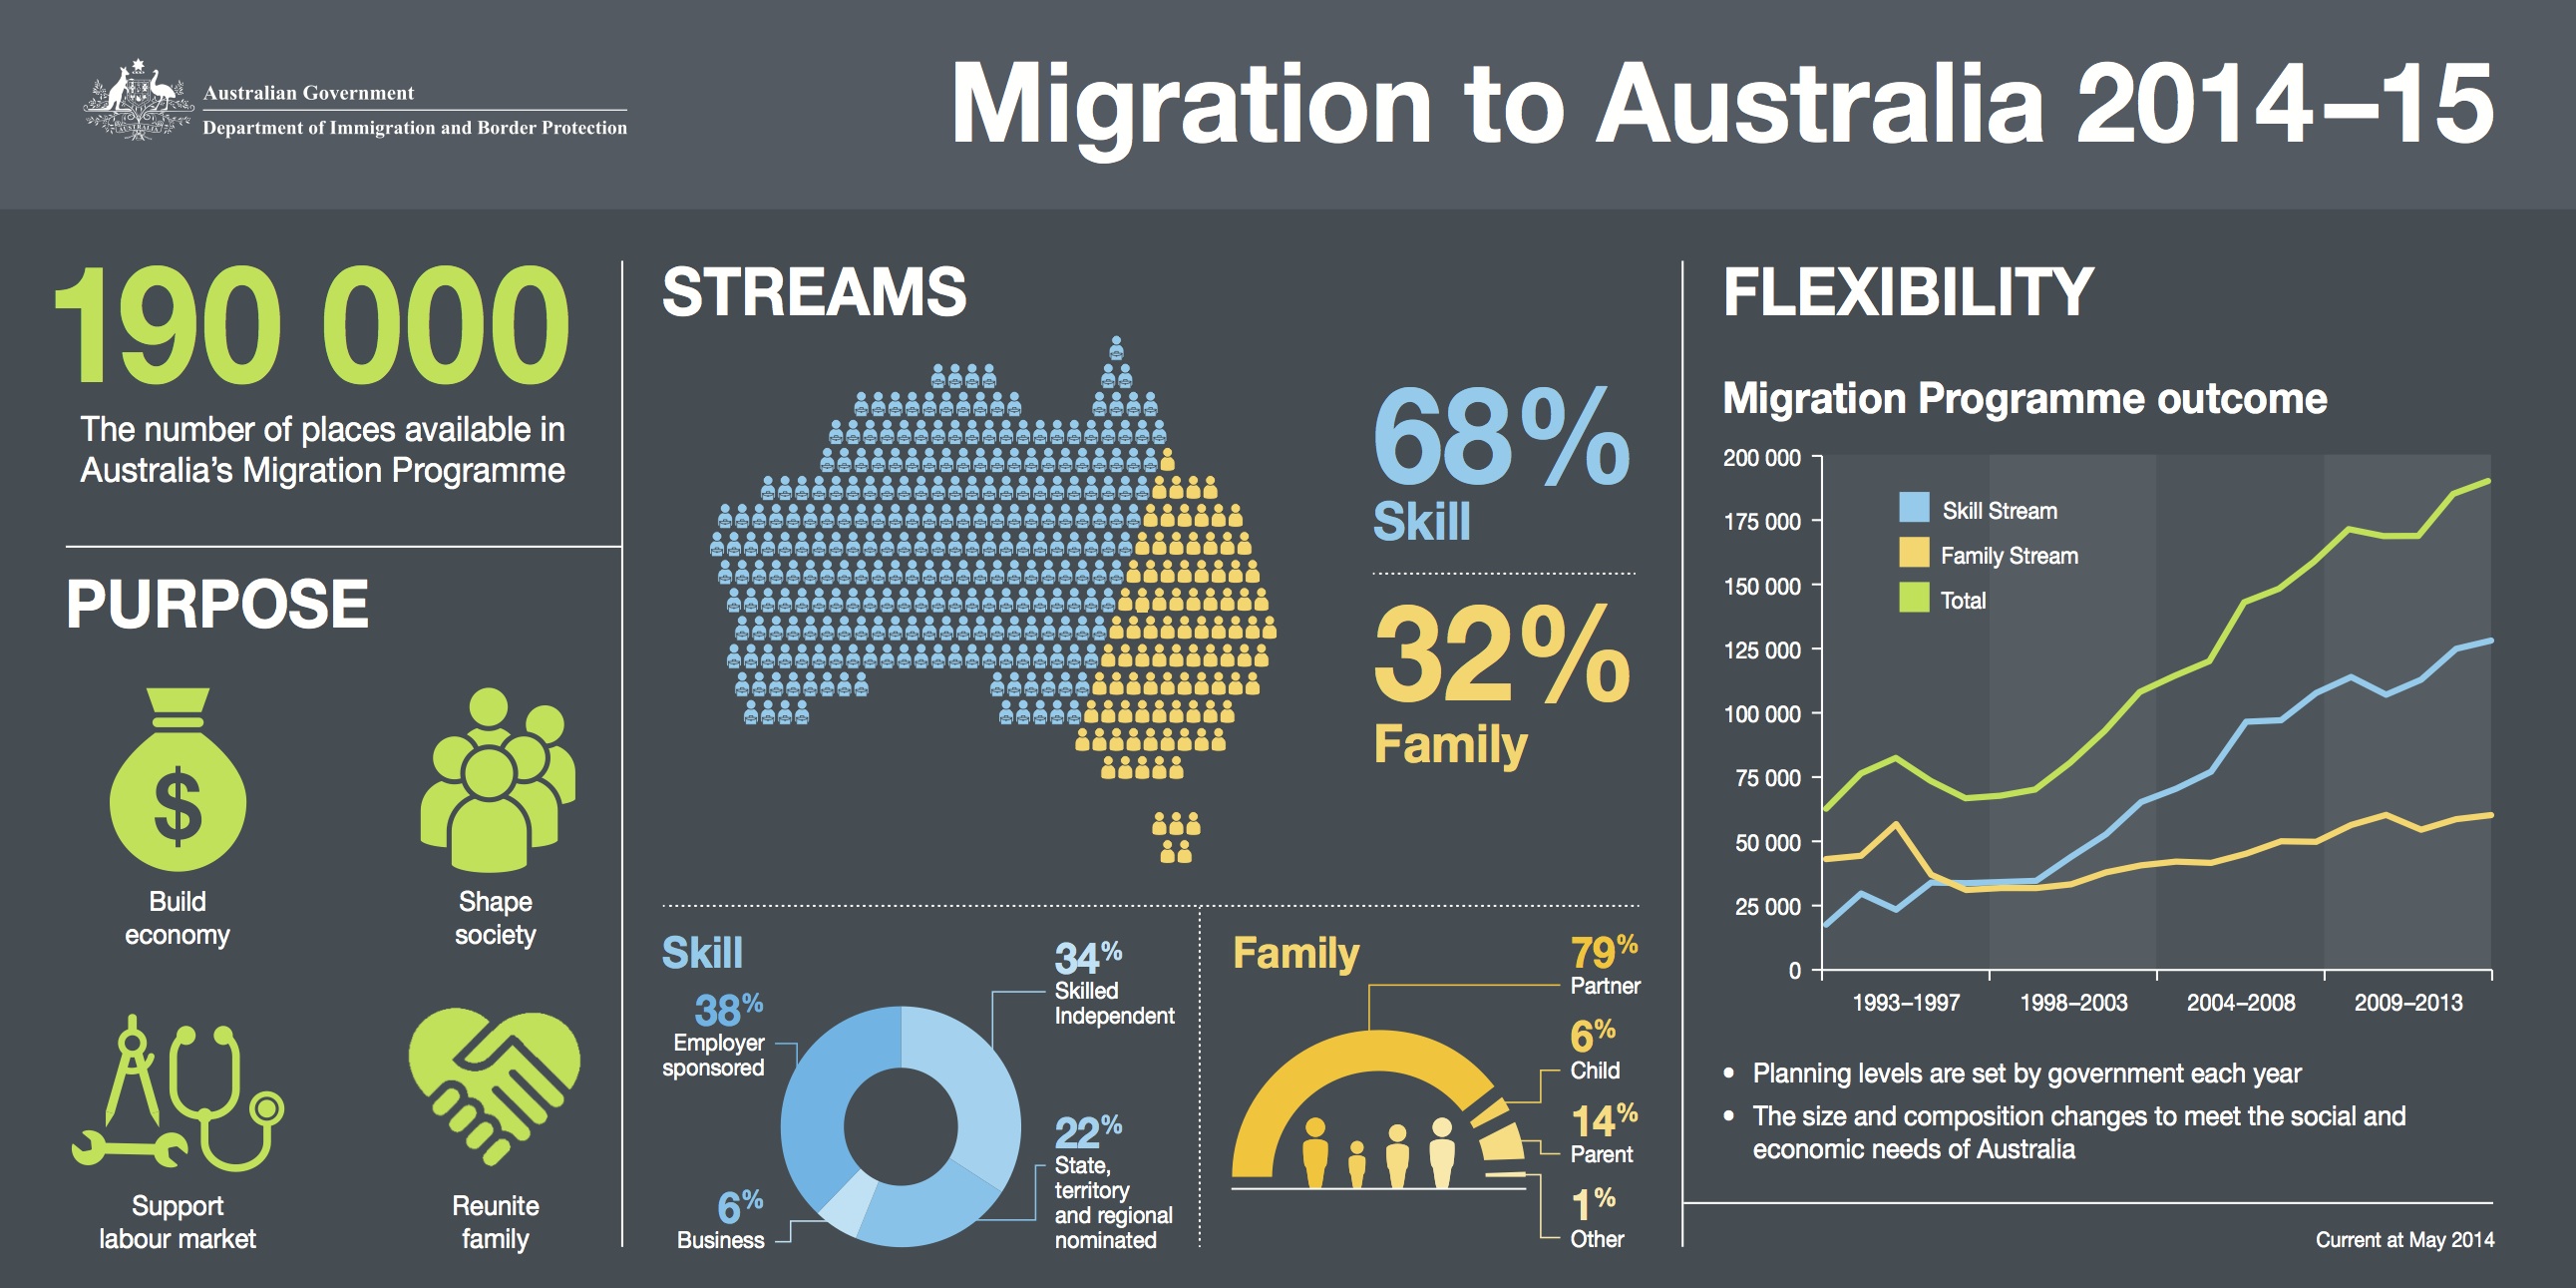 Australian Government
Department of Immigration and Border Protection
Migration to Australia 2014–15
190 000
The number of places available in
Australia's Migration Programme
PURPOSE
$
Build
economy
Shape
society
Support
labour market
Reunite
family
STREAMS
68%
Skill
32%
Family
Skill
34%
Skilled
Independent
38%
Employer
sponsored
22%
State,
territory
and regional
nominated
6%
Business
Family
79%
Partner
6%
Child
14%
Parent
1%
Other
FLEXIBILITY
Migration Programme outcome
200 000
175 000
150 000
125 000
100 000
75 000
50 000
25 000
0
Skill Stream
Family Stream
Total
1993–1997
1998–2003
2004–2008
2009–2013
• Planning levels are set by government each year
• The size and composition changes to meet the social and
economic needs of Australia
Current at May 2014